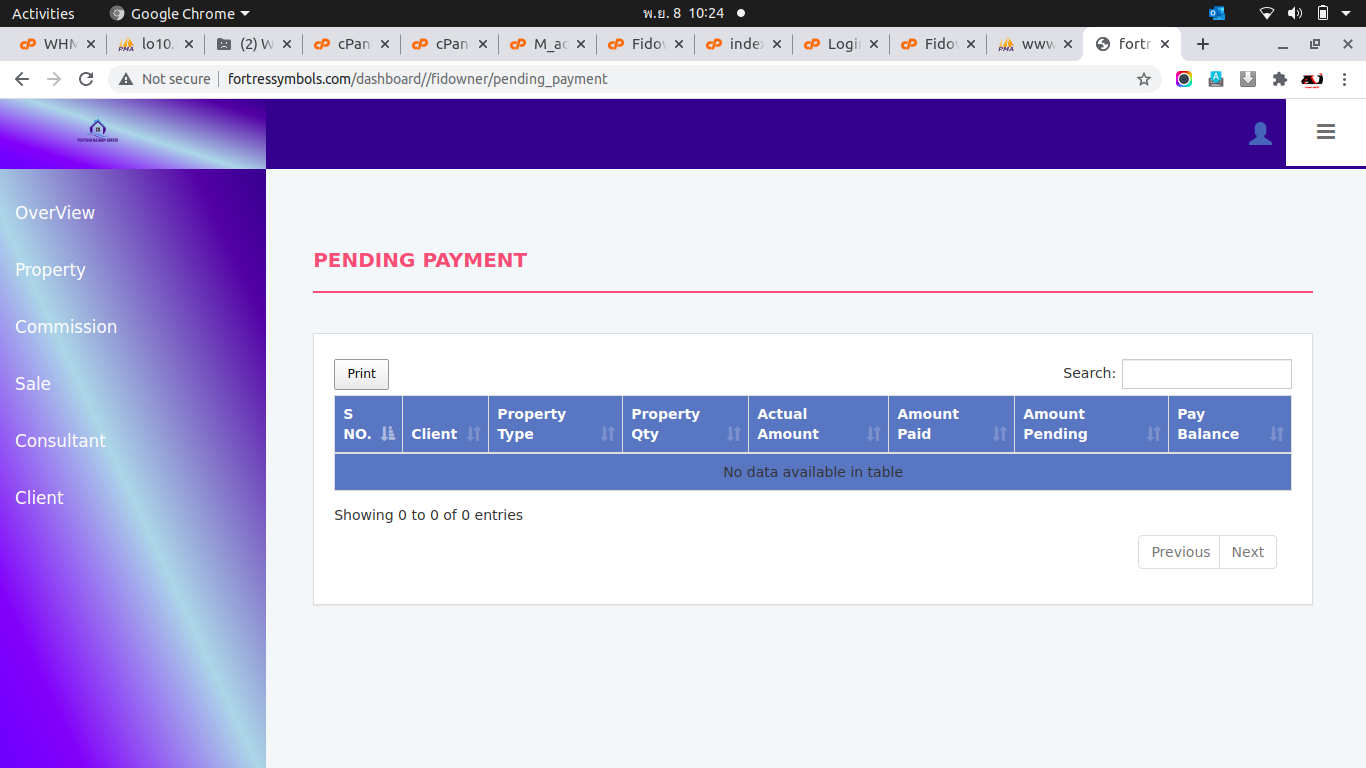 Activities
Google Chrome
พ.ย. 8 10:24
WHM
lo10.
(2) W
cPan
cPan
M_ac
Fidov
index
Logi
Fidov
www
fortr
Not secure
fortressymbols.com/dashboard//fidowner/pending_payment
OverView
Property
Commission
Sale
Consultant
Client
PENDING PAYMENT
Print
Search:
S NO.
Client
Property Type
Property Qty
Actual Amount
Amount Paid
Amount Pending
Pay Balance
No data available in table
Showing 0 to 0 of 0 entries
Previous
Next